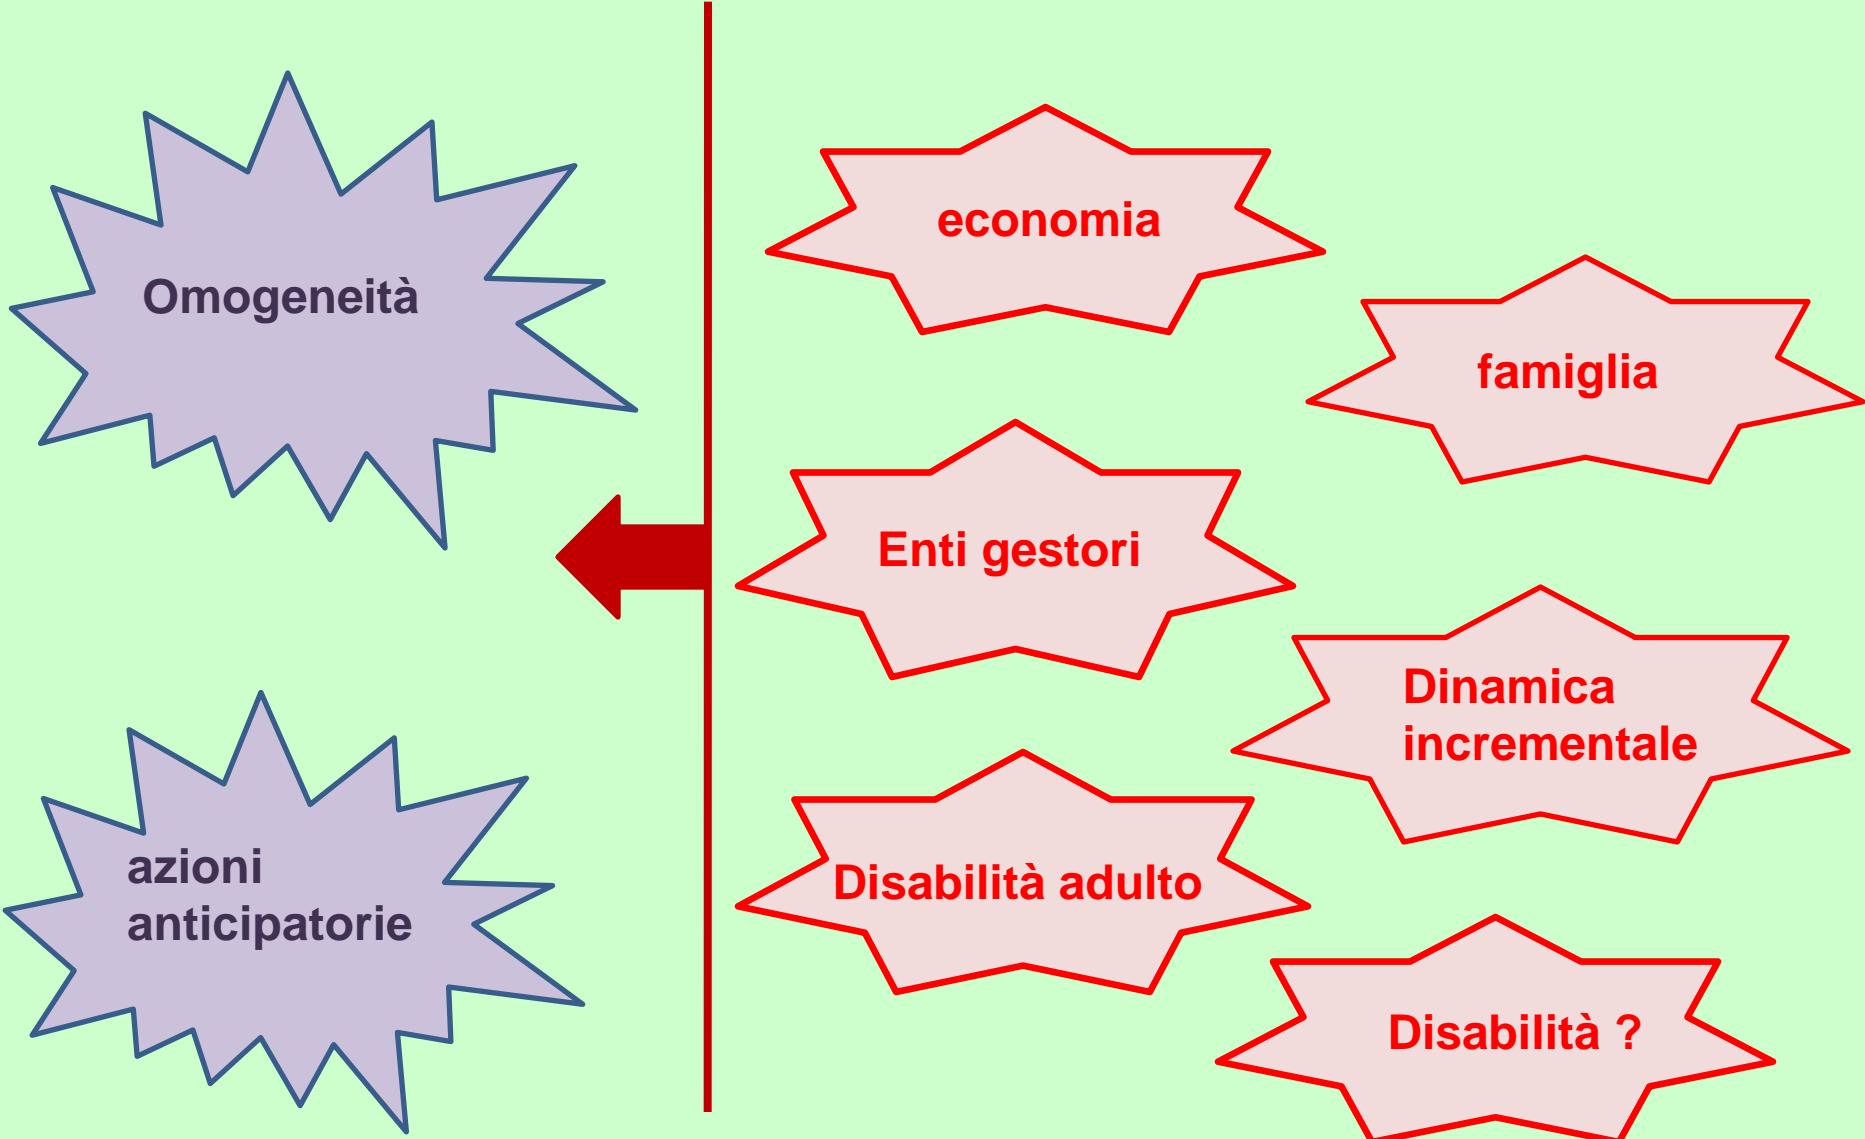 Omogeneità
azioni
anticipatorie
economia
famiglia
Enti gestori
Dinamica
incrementale
Disabilità adulto
Disabilità ?